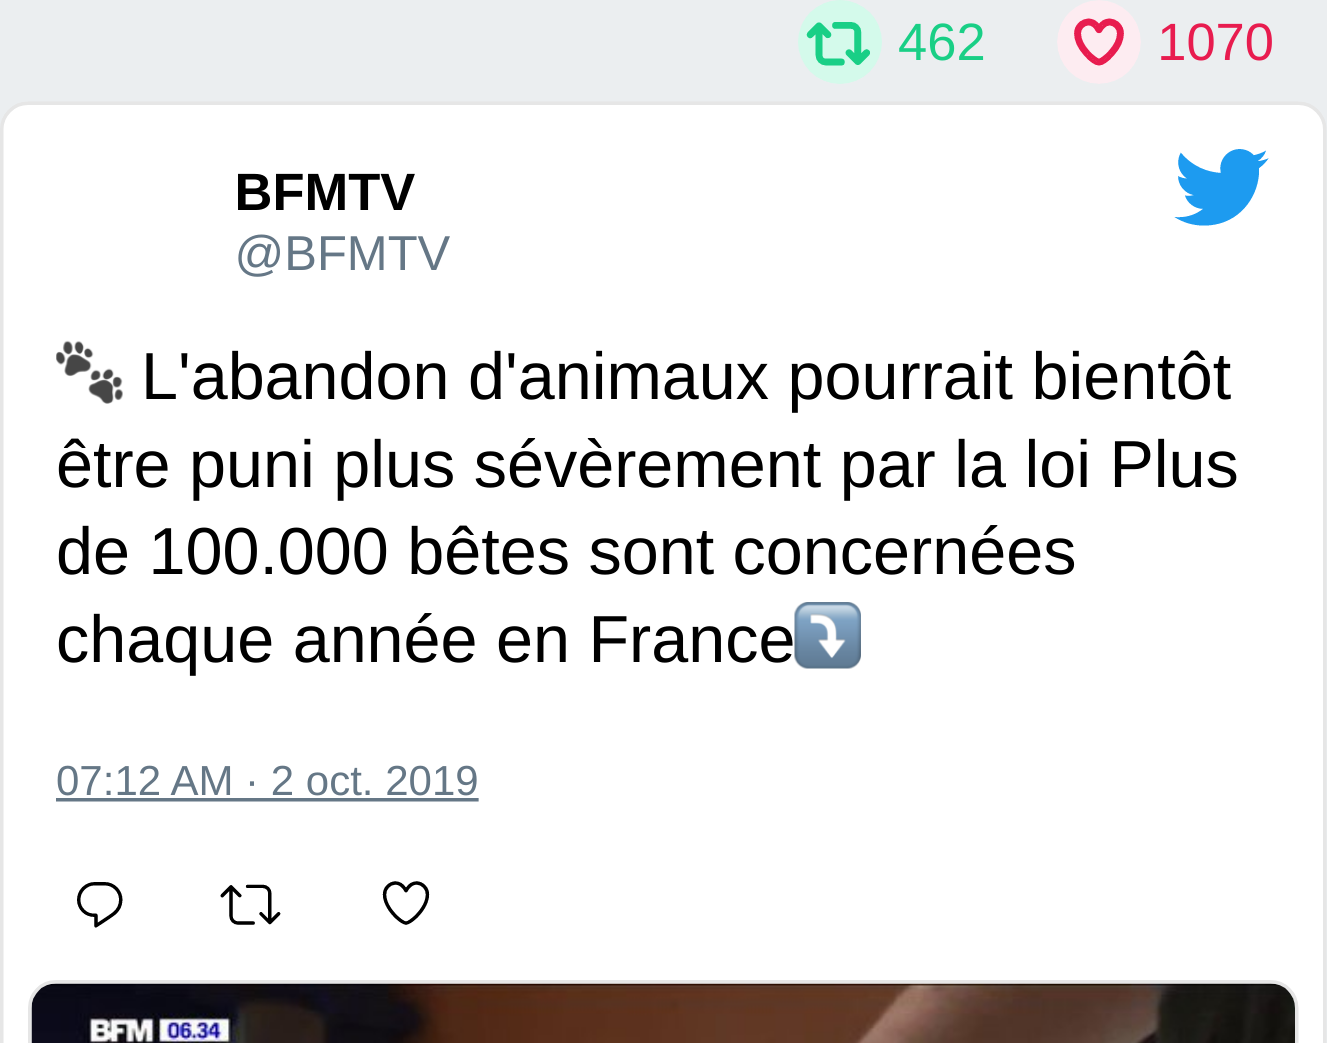 462 1070
BFMTV
@BFMTV
🐾 L'abandon d'animaux pourrait bientôt
être puni plus sévèrement par la loi Plus
de 100.000 bêtes sont concernées
chaque année en France⤵️
07:12 AM · 2 oct. 2019
BFM 06.34